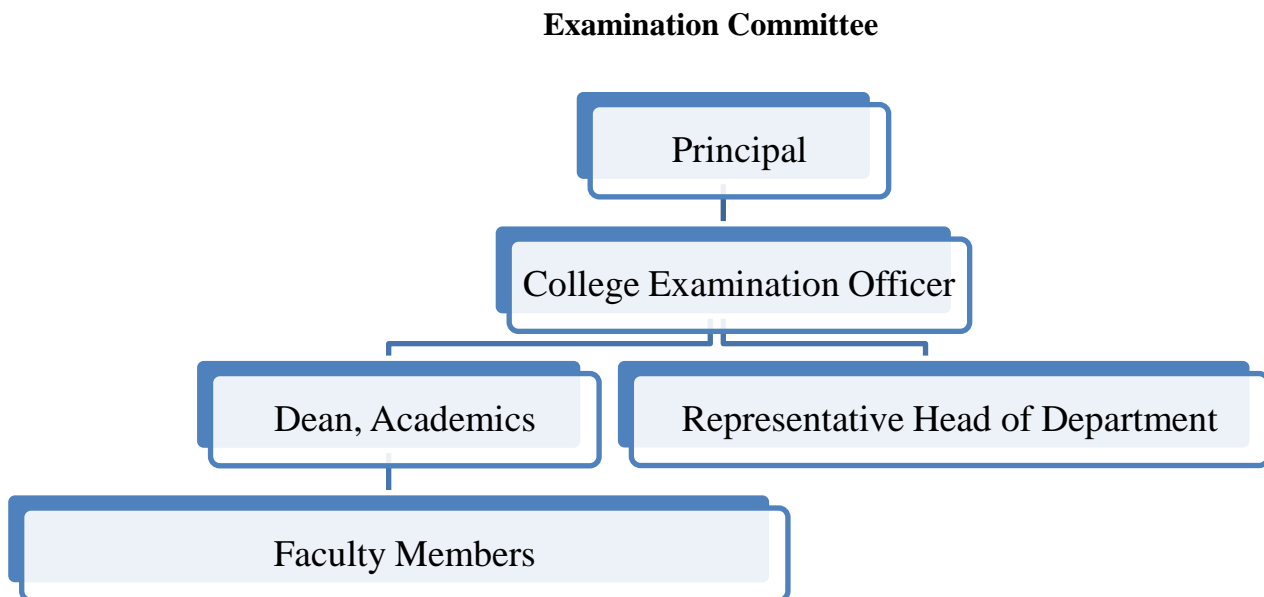 Examination Committee
Principal
College Examination Officer
Dean, Academics
Representative Head of Department
Faculty Members